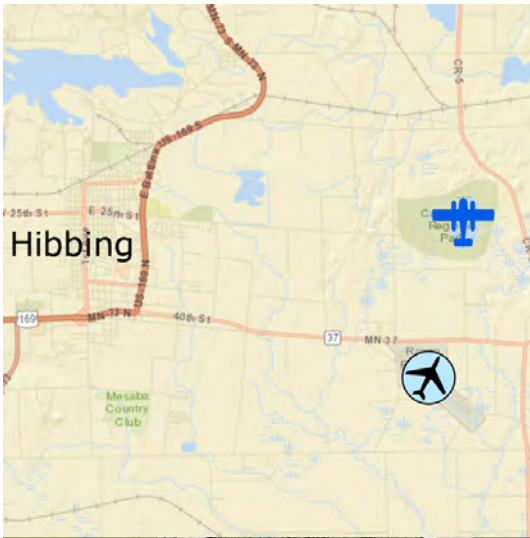 MN-73 S
MN-73 N
CR-5
US-169 S
E Beltline
W 25th St
E 25th St
Hibbing
US-169 N
169
MN-73 N
40th St
37
MN 37
Mesaba
Country
Club